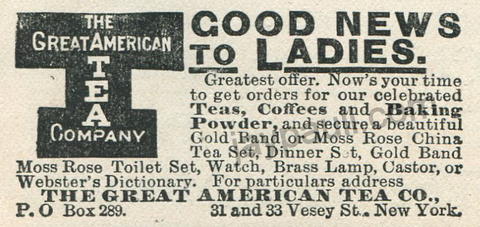 THE
GREAT AMERICAN
TEA
COMPANY
GOOD NEWS
TO LADIES.
Greatest offer. Now's your time
to get orders for our celebrated
Teas, Coffees and Baking
Powder, and secure a beautiful
Gold Band or Moss Rose China
Tea Set, Dinner Set, Gold Band
Moss Rose Toilet Set, Watch, Brass Lamp, Castor, or
Webster's Dictionary. For particulars address
THE GREAT AMERICAN TEA CO.,
P. O Box 289. 31 and 33 Vesey St., New York.